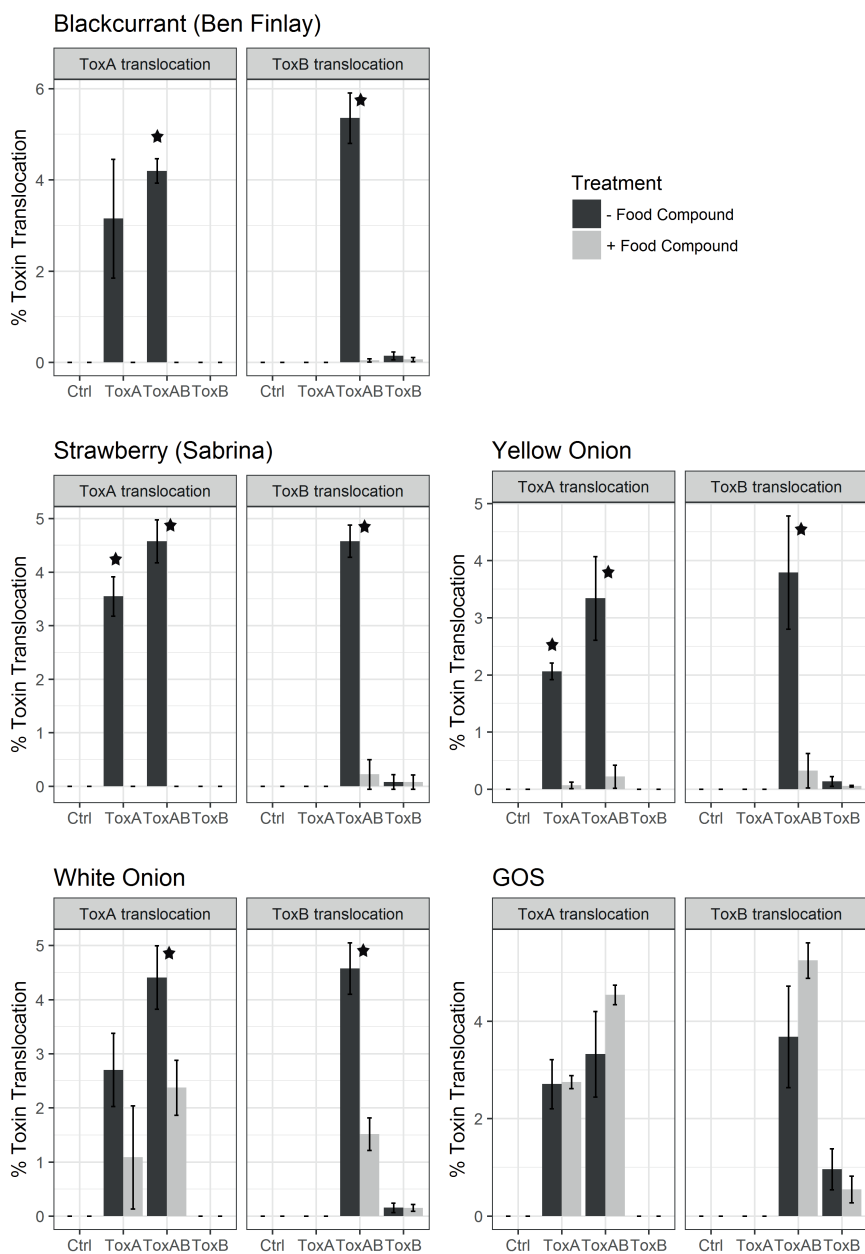 Blackcurrant (Ben Finlay)
ToxA translocation
ToxB translocation
% Toxin Translocation
6
4
2
0
Ctrl ToxA ToxAB ToxB
Ctrl ToxA ToxAB ToxB
Treatment
- Food Compound
+ Food Compound
Strawberry (Sabrina)
ToxA translocation
ToxB translocation
% Toxin Translocation
5
4
3
2
1
0
Ctrl ToxA ToxAB ToxB
Ctrl ToxA ToxAB ToxB
Yellow Onion
ToxA translocation
ToxB translocation
% Toxin Translocation
5
4
3
2
1
0
Ctrl ToxA ToxAB ToxB
Ctrl ToxA ToxAB ToxB
White Onion
ToxA translocation
ToxB translocation
% Toxin Translocation
5
4
3
2
1
0
Ctrl ToxA ToxAB ToxB
Ctrl ToxA ToxAB ToxB
GOS
ToxA translocation
ToxB translocation
% Toxin Translocation
4
2
0
Ctrl ToxA ToxAB ToxB
Ctrl ToxA ToxAB ToxB